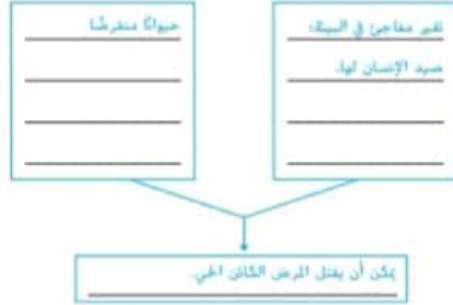 تغير مفاجئ في البيئة،
صيد الإنسان لها.
حيوانًا منقرضًا
يمكن أن يقتل المرض الكائن الحي.